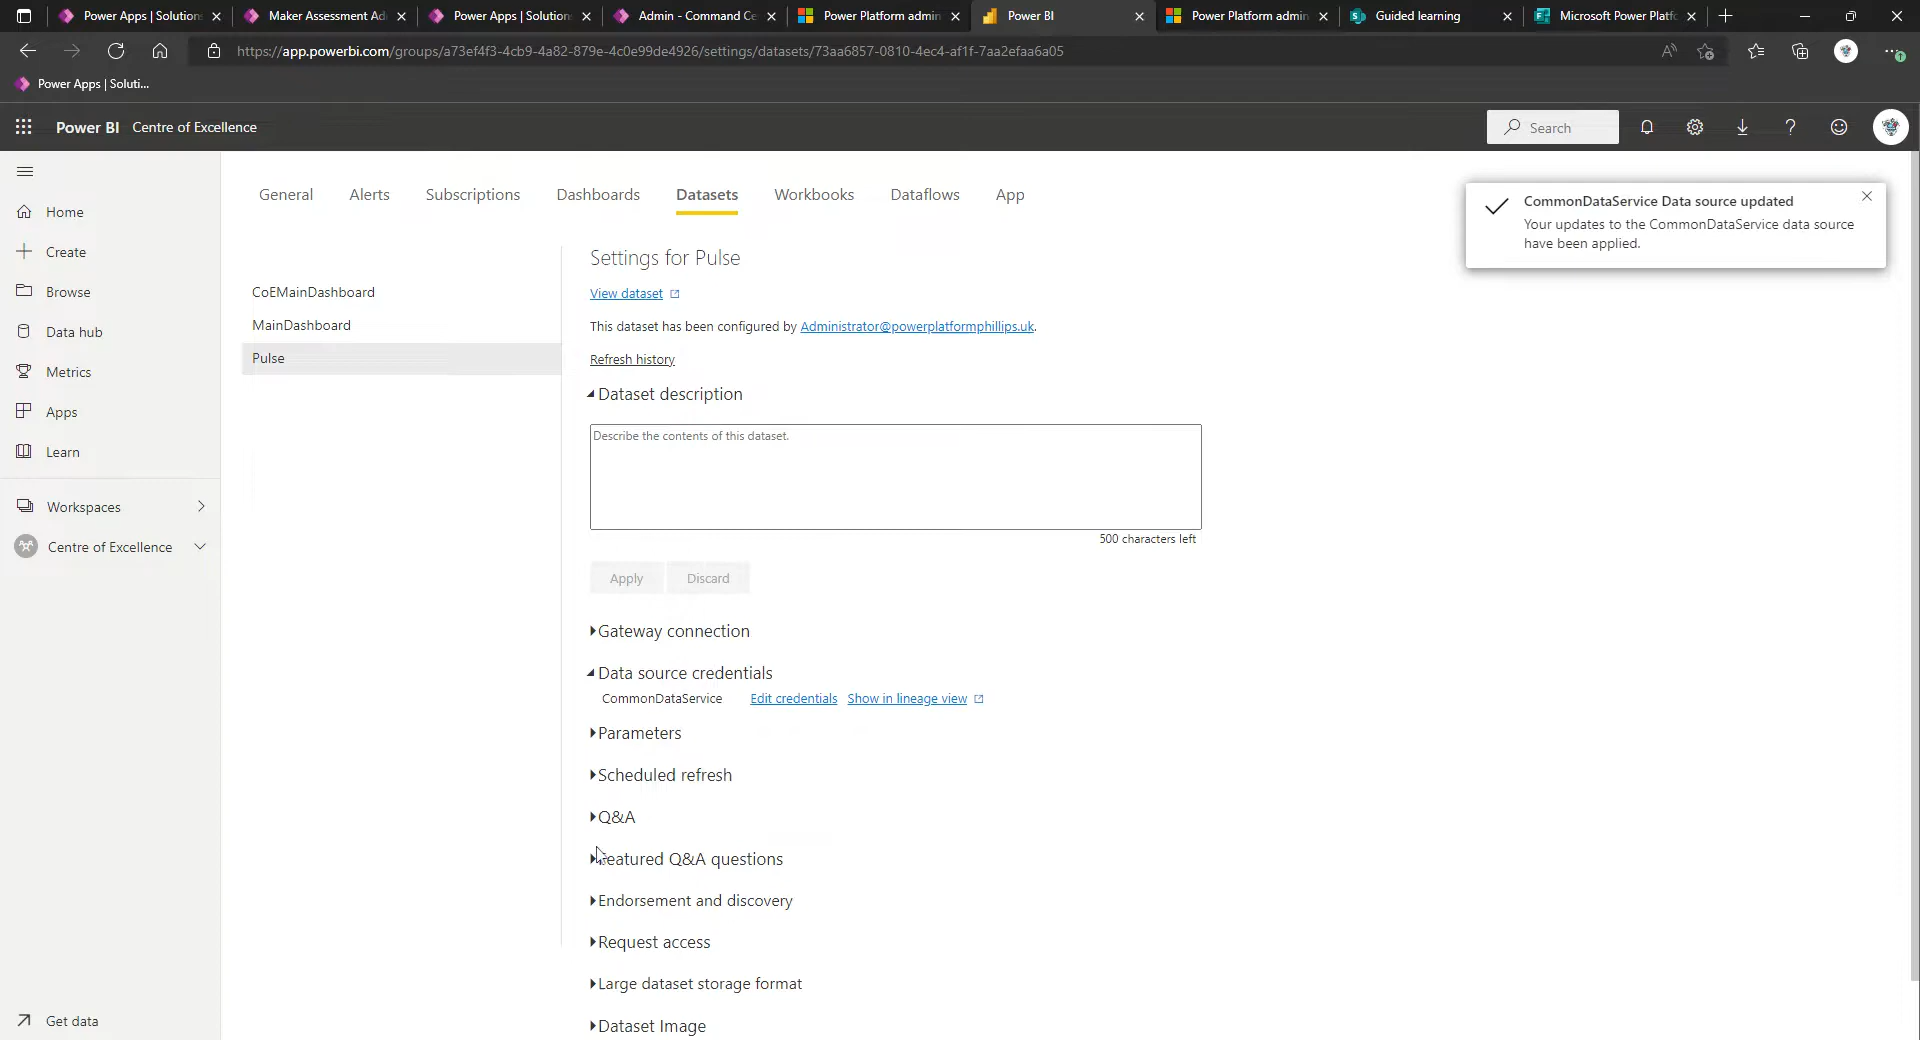 Power Apps | Solution
Maker Assessment Ad
Power Apps | Solution
Admin - Command Ce
Power Platform admin
Power BI
Power Platform admin
Guided learning
Microsoft Power Platfo
https://app.powerbi.com/groups/a73ef4f3-4cb9-4a82-879e-4c0e99de4926/settings/datasets/73aa6857-0810-4ec4-af1f-7aa2efaa6a05
Power Apps | Soluti...
Power BI Centre of Excellence
Search
Home
Create
Browse
Data hub
Metrics
Apps
Learn
Workspaces
Centre of Excellence
Get data
General Alerts Subscriptions Dashboards Datasets Workbooks Dataflows App
CoEMainDashboard
MainDashboard
Pulse
Settings for Pulse
View dataset
This dataset has been configured by Administrator@powerplatformphillips.uk.
Refresh history
Dataset description
Describe the contents of this dataset.
500 characters left
Apply Discard
Gateway connection
Data source credentials
CommonDataService Edit credentials Show in lineage view
Parameters
Scheduled refresh
Q&A
Featured Q&A questions
Endorsement and discovery
Request access
Large dataset storage format
Dataset Image
CommonDataService Data source updated
Your updates to the CommonDataService data source
have been applied.